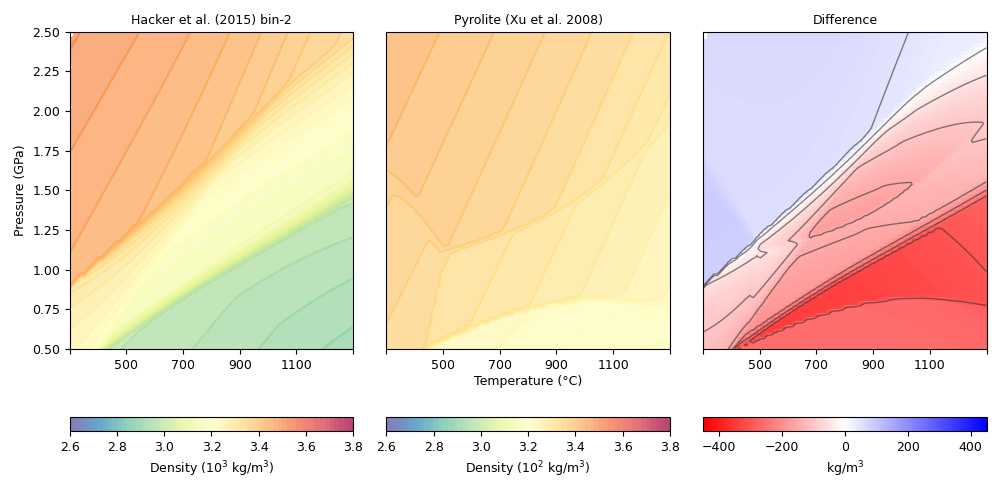 Hacker et al. (2015) bin-2
Pyrolite (Xu et al. 2008)
Difference
2.50
2.25
2.00
1.75
1.50
1.25
1.00
0.75
0.50
Pressure (GPa)
500 700 900 1100
500 700 900 1100
500 700 900 1100
Temperature (°C)
2.6 2.8 3.0 3.2 3.4 3.6 3.8
2.6 2.8 3.0 3.2 3.4 3.6 3.8
−400 −200 0 200 400
Density (10³ kg/m³)
Density (10² kg/m³)
kg/m³